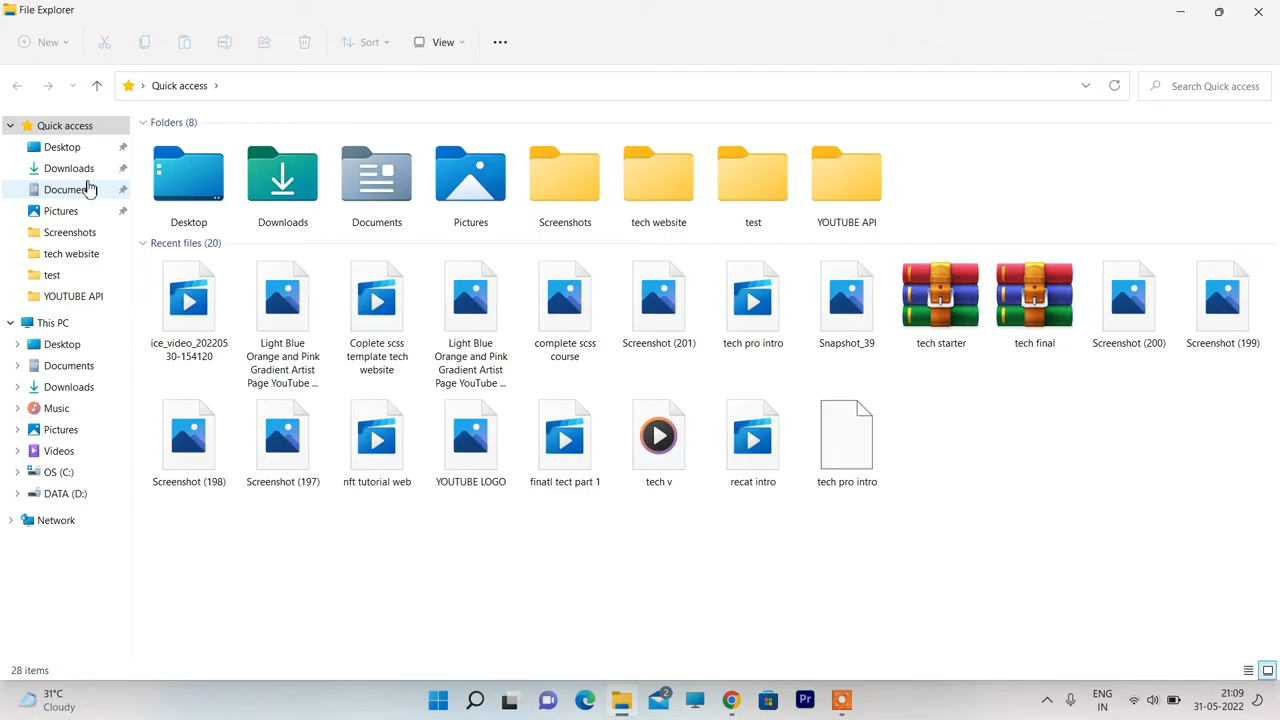 File Explorer
New
Sort
View
Quick access
Search Quick access
Quick access
Desktop
Downloads
Pictures
Screenshots
tech website
test
YOUTUBE API
This PC
Desktop
Documents
Downloads
Music
Pictures
Videos
OS (C:)
DATA (D:)
Network
Folders (8)
Desktop
Downloads
Documents
Pictures
Screenshots
tech website
test
YOUTUBE API
Recent files (20)
ice_video_202205
30-154120
Light Blue
Orange and Pink
Gradient Artist
Page YouTube ...
Coplete scss
template tech
website
Light Blue
Orange and Pink
Gradient Artist
Page YouTube ...
complete scss
course
Screenshot (201)
tech pro intro
Snapshot_39
tech starter
tech final
Screenshot (200)
Screenshot (199)
Screenshot (198)
Screenshot (197)
nft tutorial web
YOUTUBE LOGO
finatl tect part 1
tech v
recat intro
tech pro intro
28 items
31°C
Cloudy
2
Pr
ENG
IN
21:09
31-05-2022